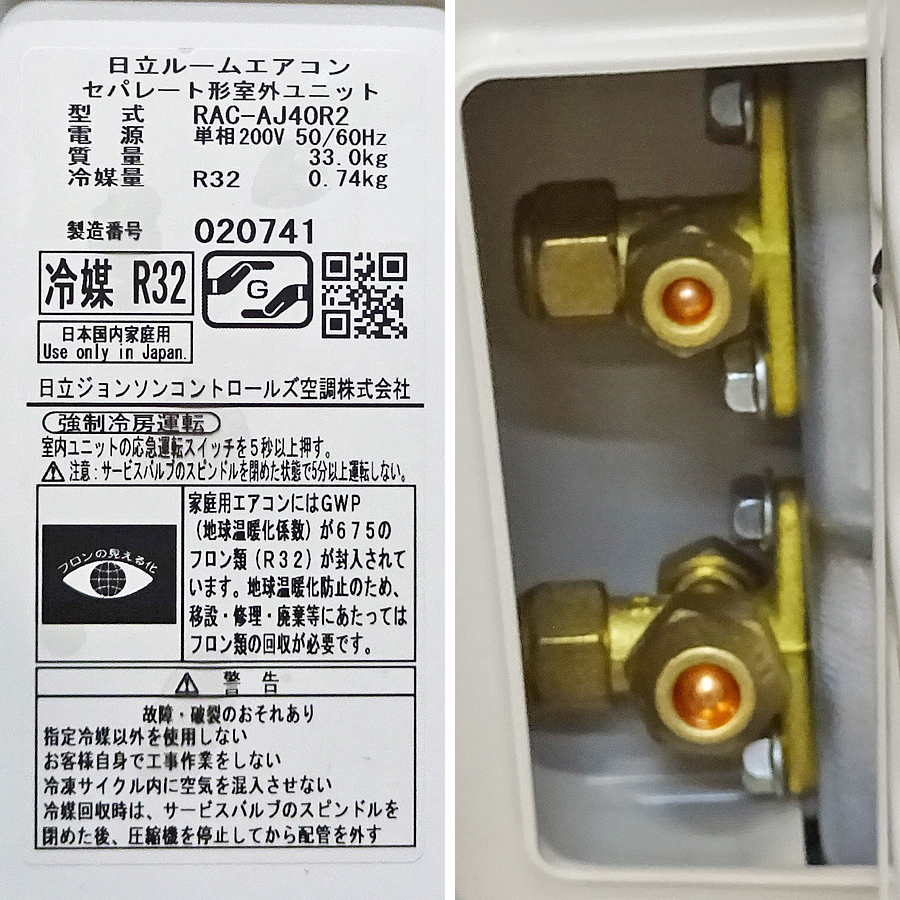 日立ルームエアコン
セパレート形室外ユニット
型 式 RAC-AJ40R2
電 源 単相200V 50/60Hz
質 量 33.0kg
冷媒量 R32 0.74kg
製造番号 020741
冷媒 R32
G
日本国内家庭用
Use only in Japan.
日立ジョンソンコントロールズ空調株式会社
強制冷房運転
室内ユニットの応急運転スイッチを5秒以上押す。
注意:サービスバルブのスピンドルを閉めた状態で5分以上運転しない。
フロンの見える化
家庭用エアコンにはGWP
(地球温暖化係数)が675の
フロン類(R32)が封入されて
います。地球温暖化防止のため、
移設・修理・廃棄等にあたっては
フロン類の回収が必要です。
警 告
故障・破裂のおそれあり
指定冷媒以外を使用しない
お客様自身で工事作業をしない
冷凍サイクル内に空気を混入させない
冷媒回収時は、サービスバルブのスピンドルを
閉めた後、圧縮機を停止してから配管を外す